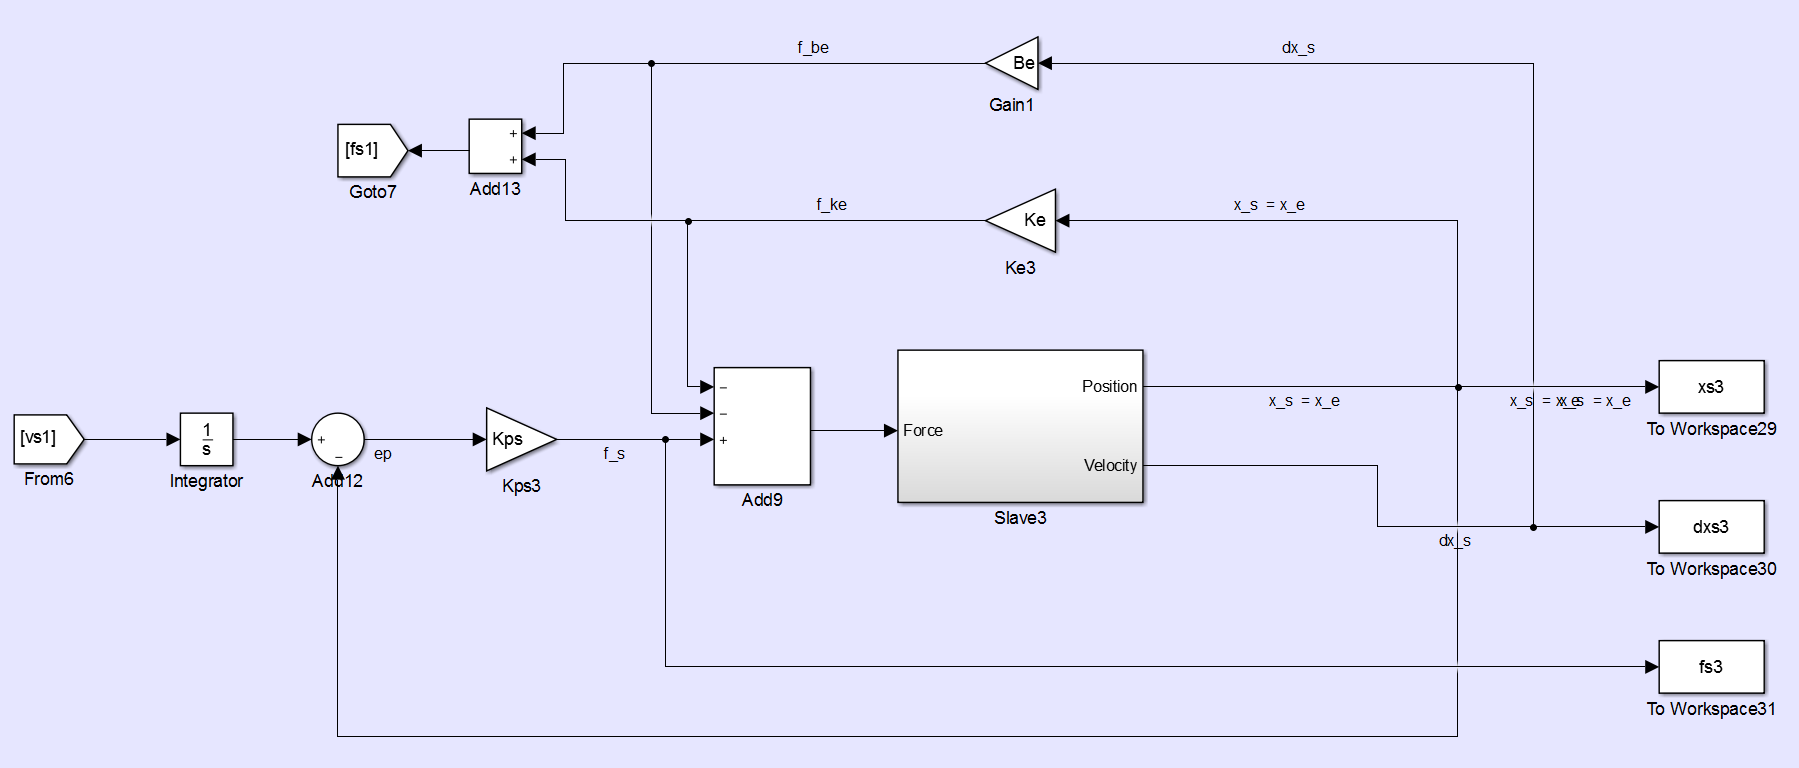 f_be
dx_s
Be
Gain1
+
+
[fs1]
Goto7
Add13
f_ke
x_s = x_e
Ke
Ke3
Position
x_s = x_e
Force
Velocity
Slave3
−
−
+
Add9
[vs1]
From6
1
s
Integrator
+
−
Add12
ep
Kps
Kps3
f_s
x_s = x_e
x_s = x_e
xs3
To Workspace29
dx_s
dxs3
To Workspace30
fs3
To Workspace31